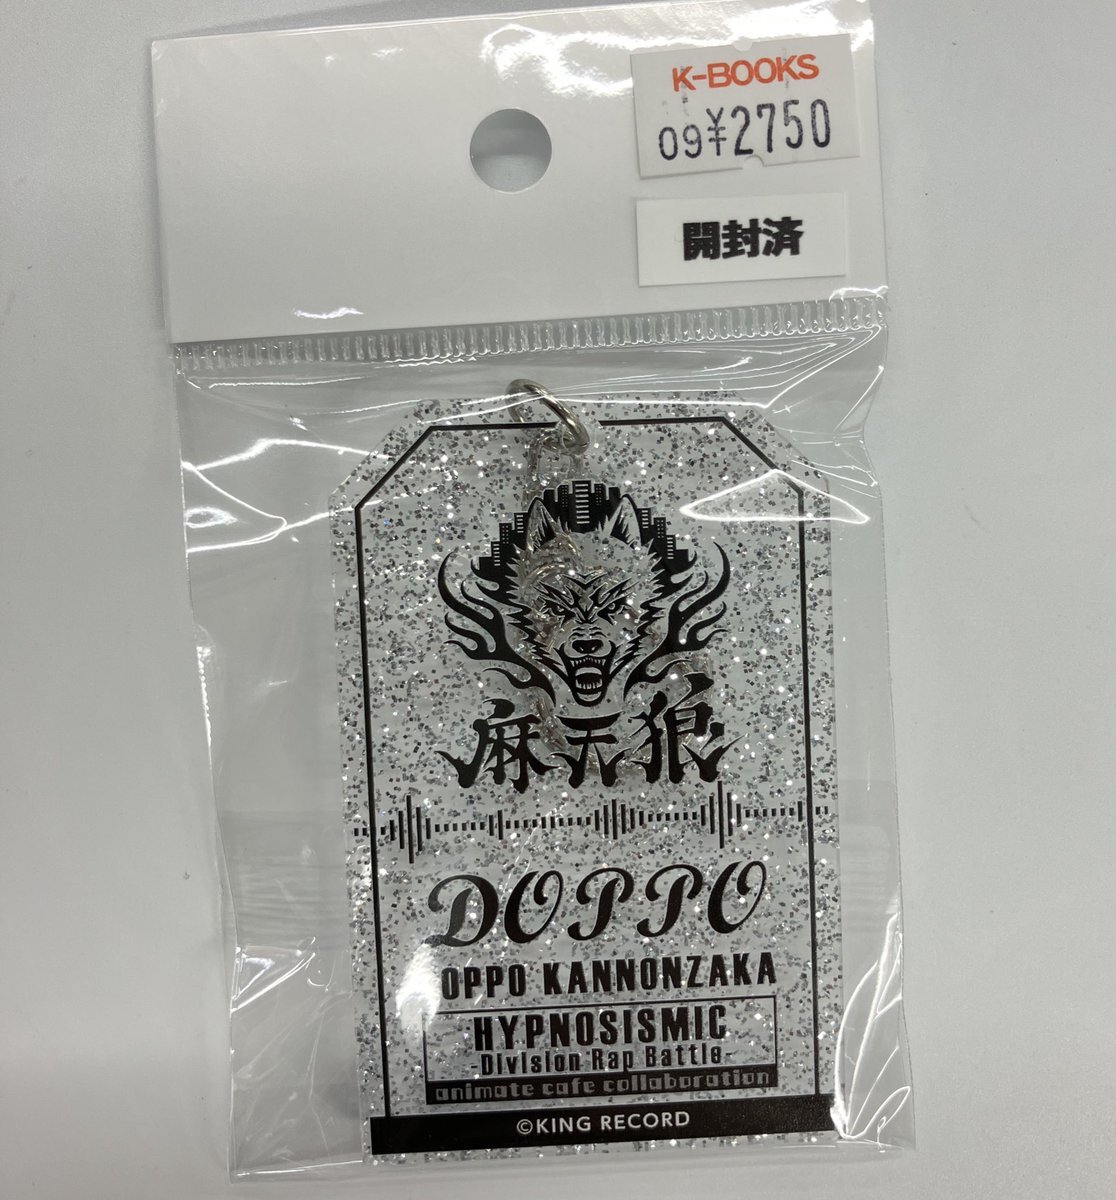 K-BOOKS
09¥2750
開封済
麻天狼
DOPPO
OPPO KANNONZAKA
HYPNOSISMIC
-Division Rap Battle-
animate cafe collaboration
©KING RECORD